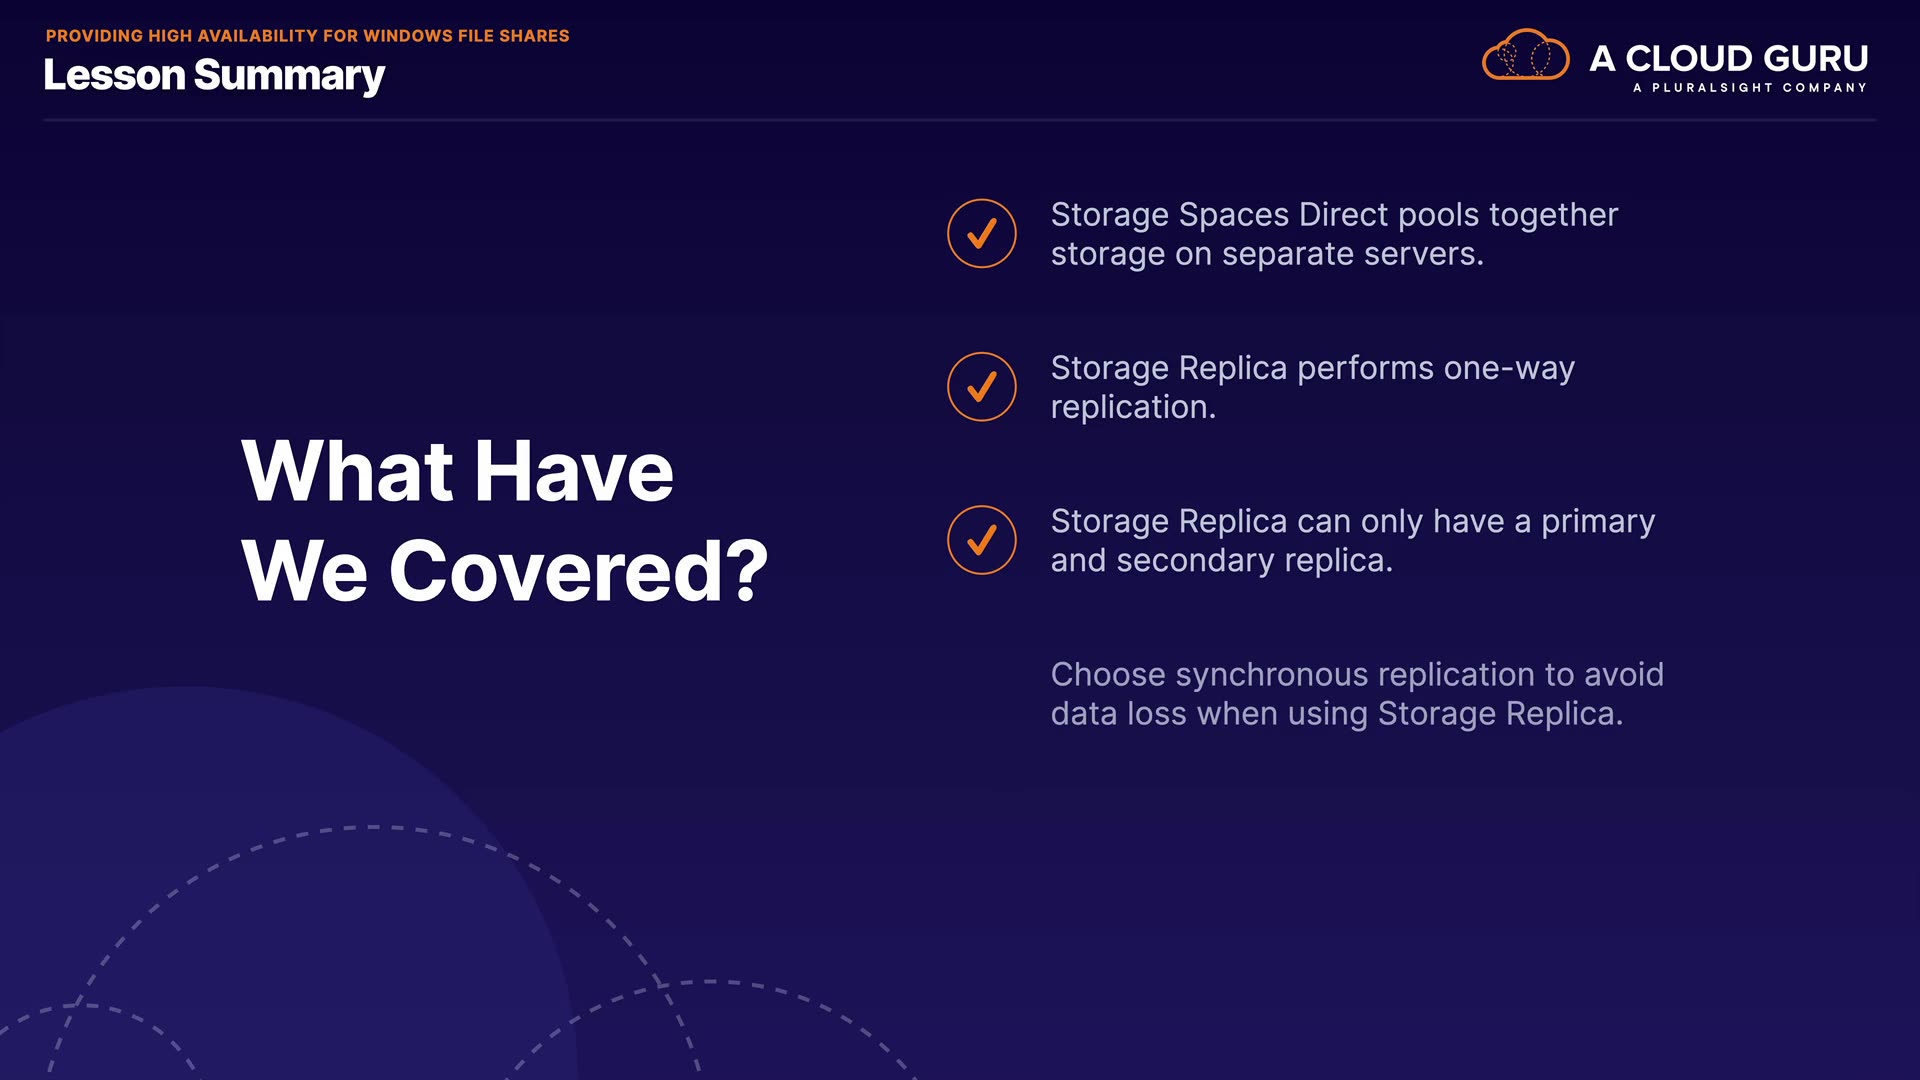 PROVIDING HIGH AVAILABILITY FOR WINDOWS FILE SHARES
Lesson Summary
A CLOUD GURU
A PLURALSIGHT COMPANY
What Have
We Covered?
Storage Spaces Direct pools together
storage on separate servers.
Storage Replica performs one-way
replication.
Storage Replica can only have a primary
and secondary replica.
Choose synchronous replication to avoid
data loss when using Storage Replica.